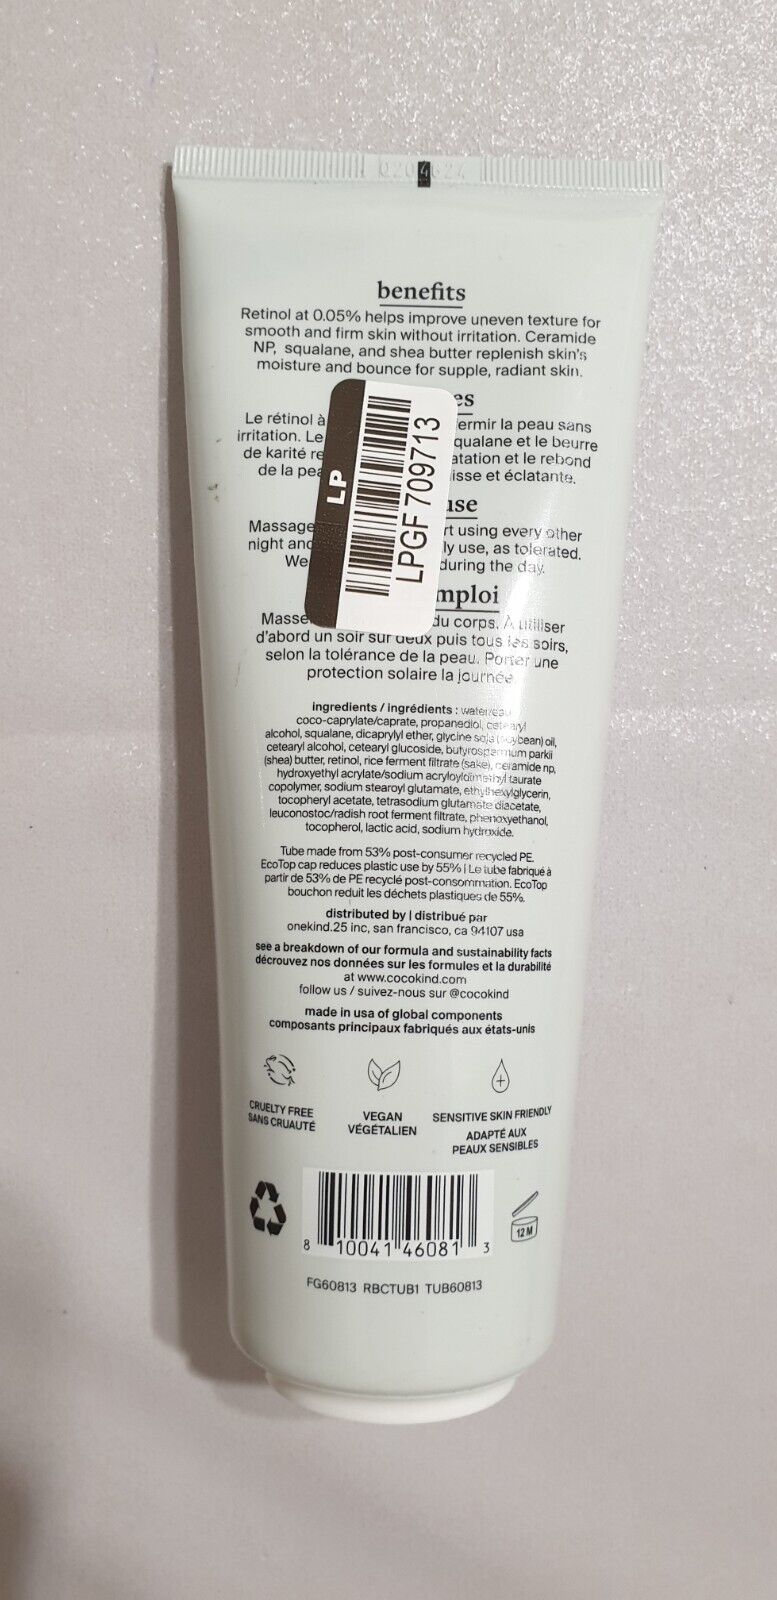 benefits
Retinol at 0.05% helps improve uneven texture for
smooth and firm skin without irritation. Ceramide
NP, squalane, and shea butter replenish skin's
moisture and bounce for supple, radiant skin.
Le rétinol à ermir la peau sans
irritation. Le qualane et le beurre
de karité re atation et le rebond
de la pea isse et éclatante.
LP
LPGF709713
use
Massage rt using every other
night and ly use, as tolerated.
We during the day.
mploi
Masse du corps. À utiliser
d'abord un soir sur deux puis tous les soirs,
selon la tolérance de la peau. Porter une
protection solaire la journée.
ingredients / ingrédients : water/eau,
coco-caprylate/caprate, propanediol, cetearyl
alcohol, squalane, dicaprylyl ether, glycine soja (soybean) oil,
cetearyl alcohol, cetearyl glucoside, butyrospermum parkii
(shea) butter, retinol, rice ferment filtrate (sake), ceramide np,
hydroxyethyl acrylate/sodium acryloyldimethyl taurate
copolymer, sodium stearoyl glutamate, ethylhexylglycerin,
tocopheryl acetate, tetrasodium glutamate diacetate,
leuconostoc/radish root ferment filtrate, phenoxyethanol,
tocopherol, lactic acid, sodium hydroxide.
Tube made from 53% post-consumer recycled PE.
EcoTop cap reduces plastic use by 55% | Le tube fabriqué à
partir de 53% de PE recyclé post-consommation. EcoTop
bouchon reduit les déchets plastiques de 55%.
distributed by | distribué par
onekind.25 inc, san francisco, ca 94107 usa
see a breakdown of our formula and sustainability facts
décrouvez nos données sur les formules et la durabilité
at www.cocokind.com
follow us / suivez-nous sur @cocokind
made in usa of global components
composants principaux fabriqués aux états-unis
CRUELTY FREE
SANS CRUAUTÉ
VEGAN
VÉGÉTALIEN
SENSITIVE SKIN FRIENDLY
ADAPTÉ AUX
PEAUX SENSIBLES
8 10041 46081 3
12 M
FG60813 RBCTUB1 TUB60813